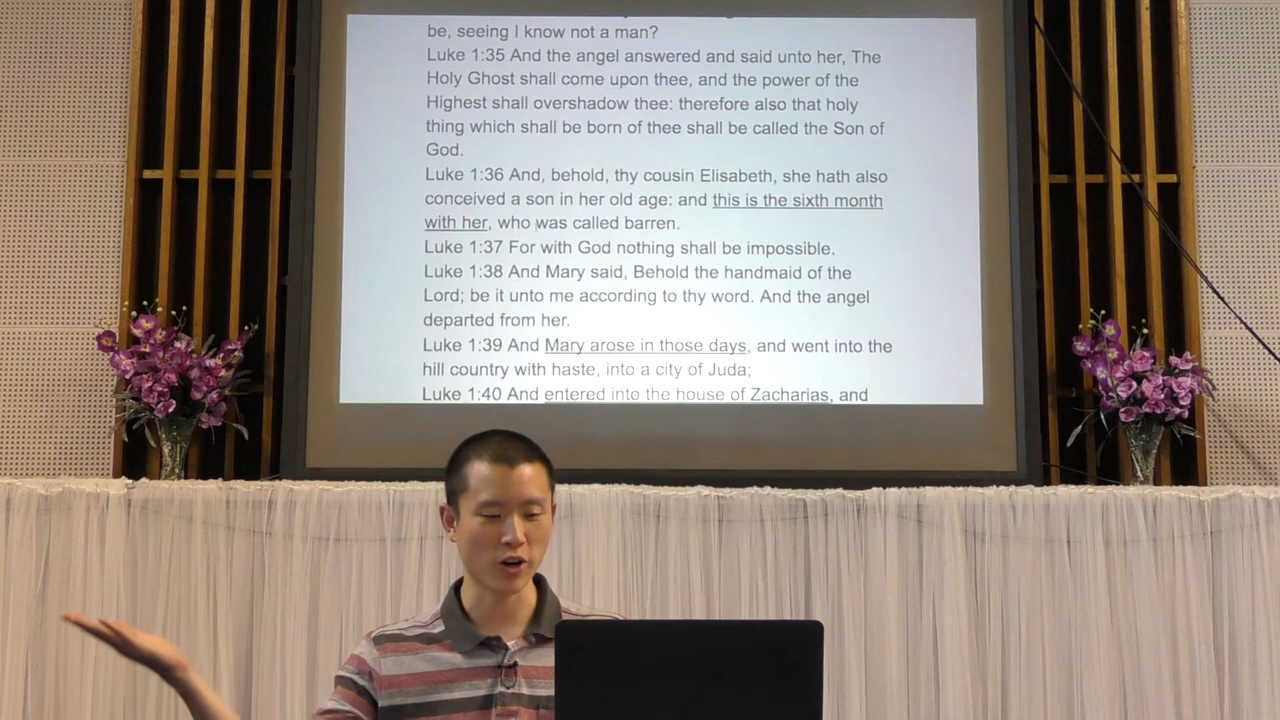 be, seeing I know not a man?
Luke 1:35 And the angel answered and said unto her, The
Holy Ghost shall come upon thee, and the power of the
Highest shall overshadow thee: therefore also that holy
thing which shall be born of thee shall be called the Son of
God.
Luke 1:36 And, behold, thy cousin Elisabeth, she hath also
conceived a son in her old age: and this is the sixth month
with her, who was called barren.
Luke 1:37 For with God nothing shall be impossible.
Luke 1:38 And Mary said, Behold the handmaid of the
Lord; be it unto me according to thy word. And the angel
departed from her.
Luke 1:39 And Mary arose in those days, and went into the
hill country with haste, into a city of Juda;
Luke 1:40 And entered into the house of Zacharias, and